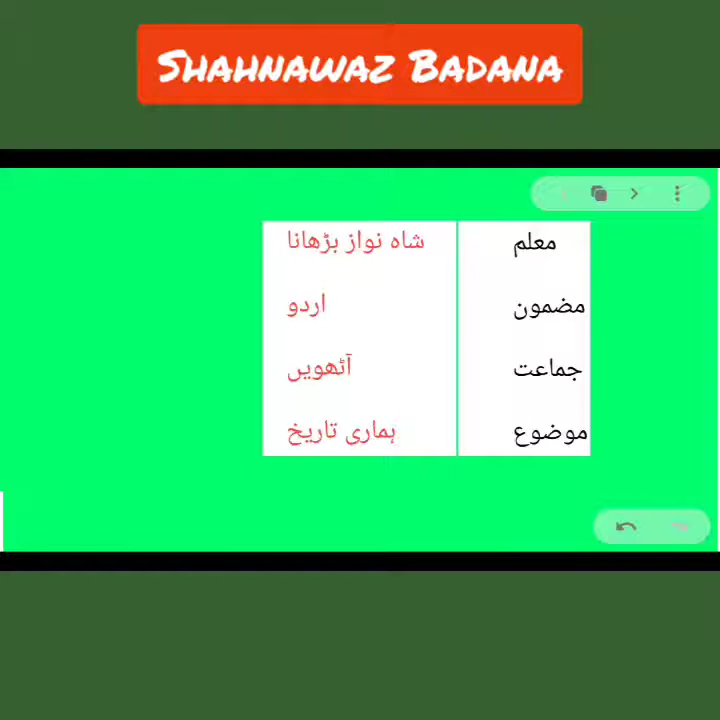 Shahnawaz Badana
معلم شاہ نواز بڑھانا
مضمون اردو
جماعت آٹھویں
موضوع ہماری تاریخ